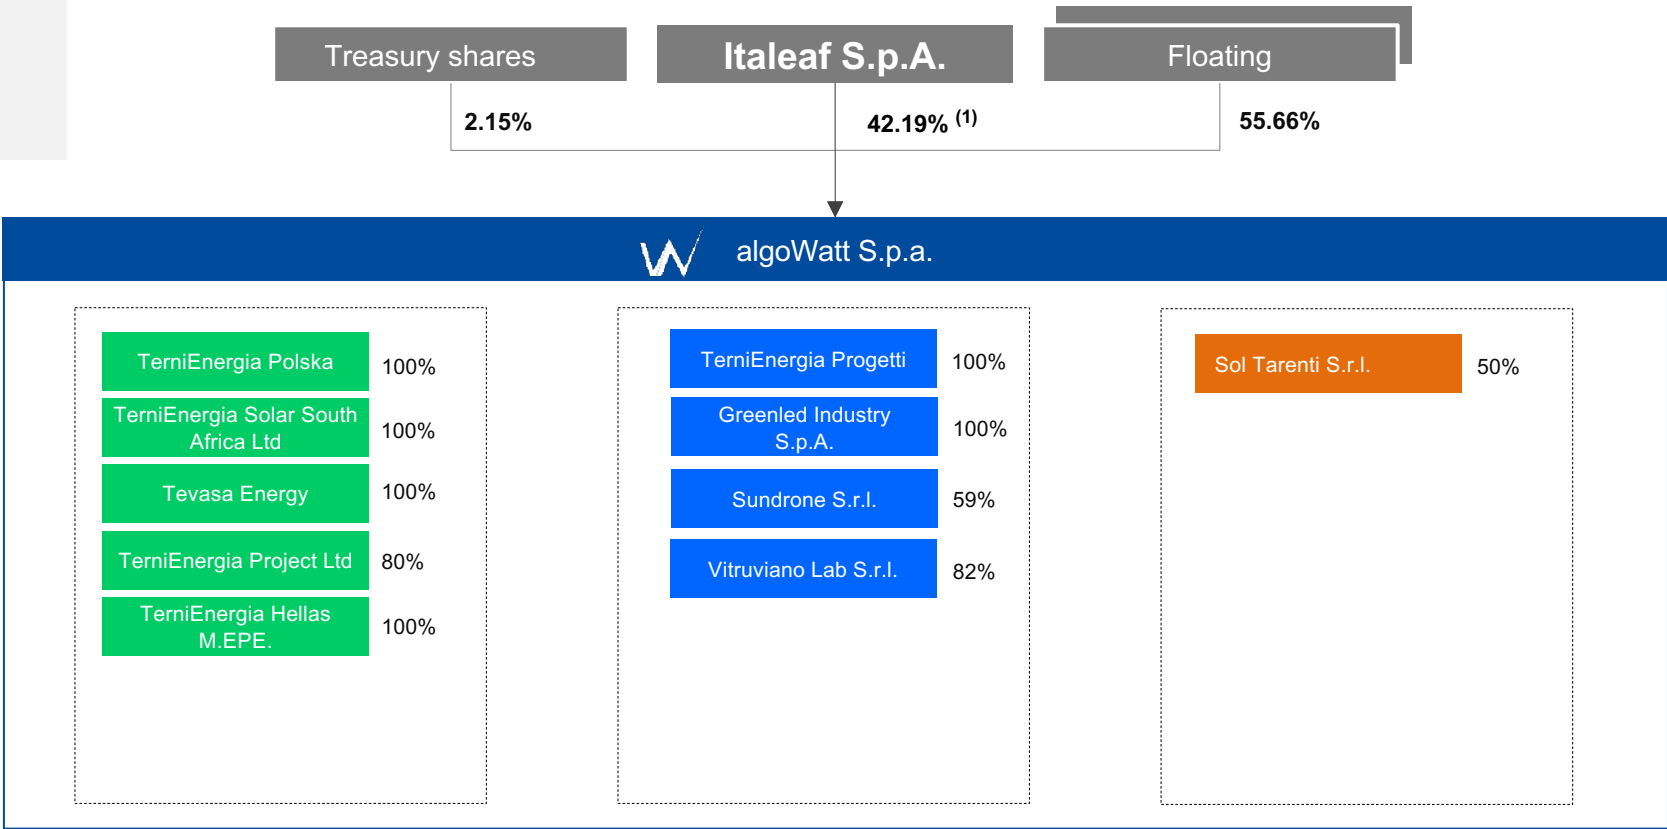 Treasury shares
Italeaf S.p.A.
Floating
2.15%
42.19% (1)
55.66%
algoWatt S.p.a.
TerniEnergia Polska
100%
TerniEnergia Solar South
Africa Ltd
100%
Tevasa Energy
100%
TerniEnergia Project Ltd
80%
TerniEnergia Hellas
M.EPE.
100%
TerniEnergia Progetti
100%
Greenled Industry
S.p.A.
100%
Sundrone S.r.l.
59%
Vitruviano Lab S.r.l.
82%
Sol Tarenti S.r.l.
50%